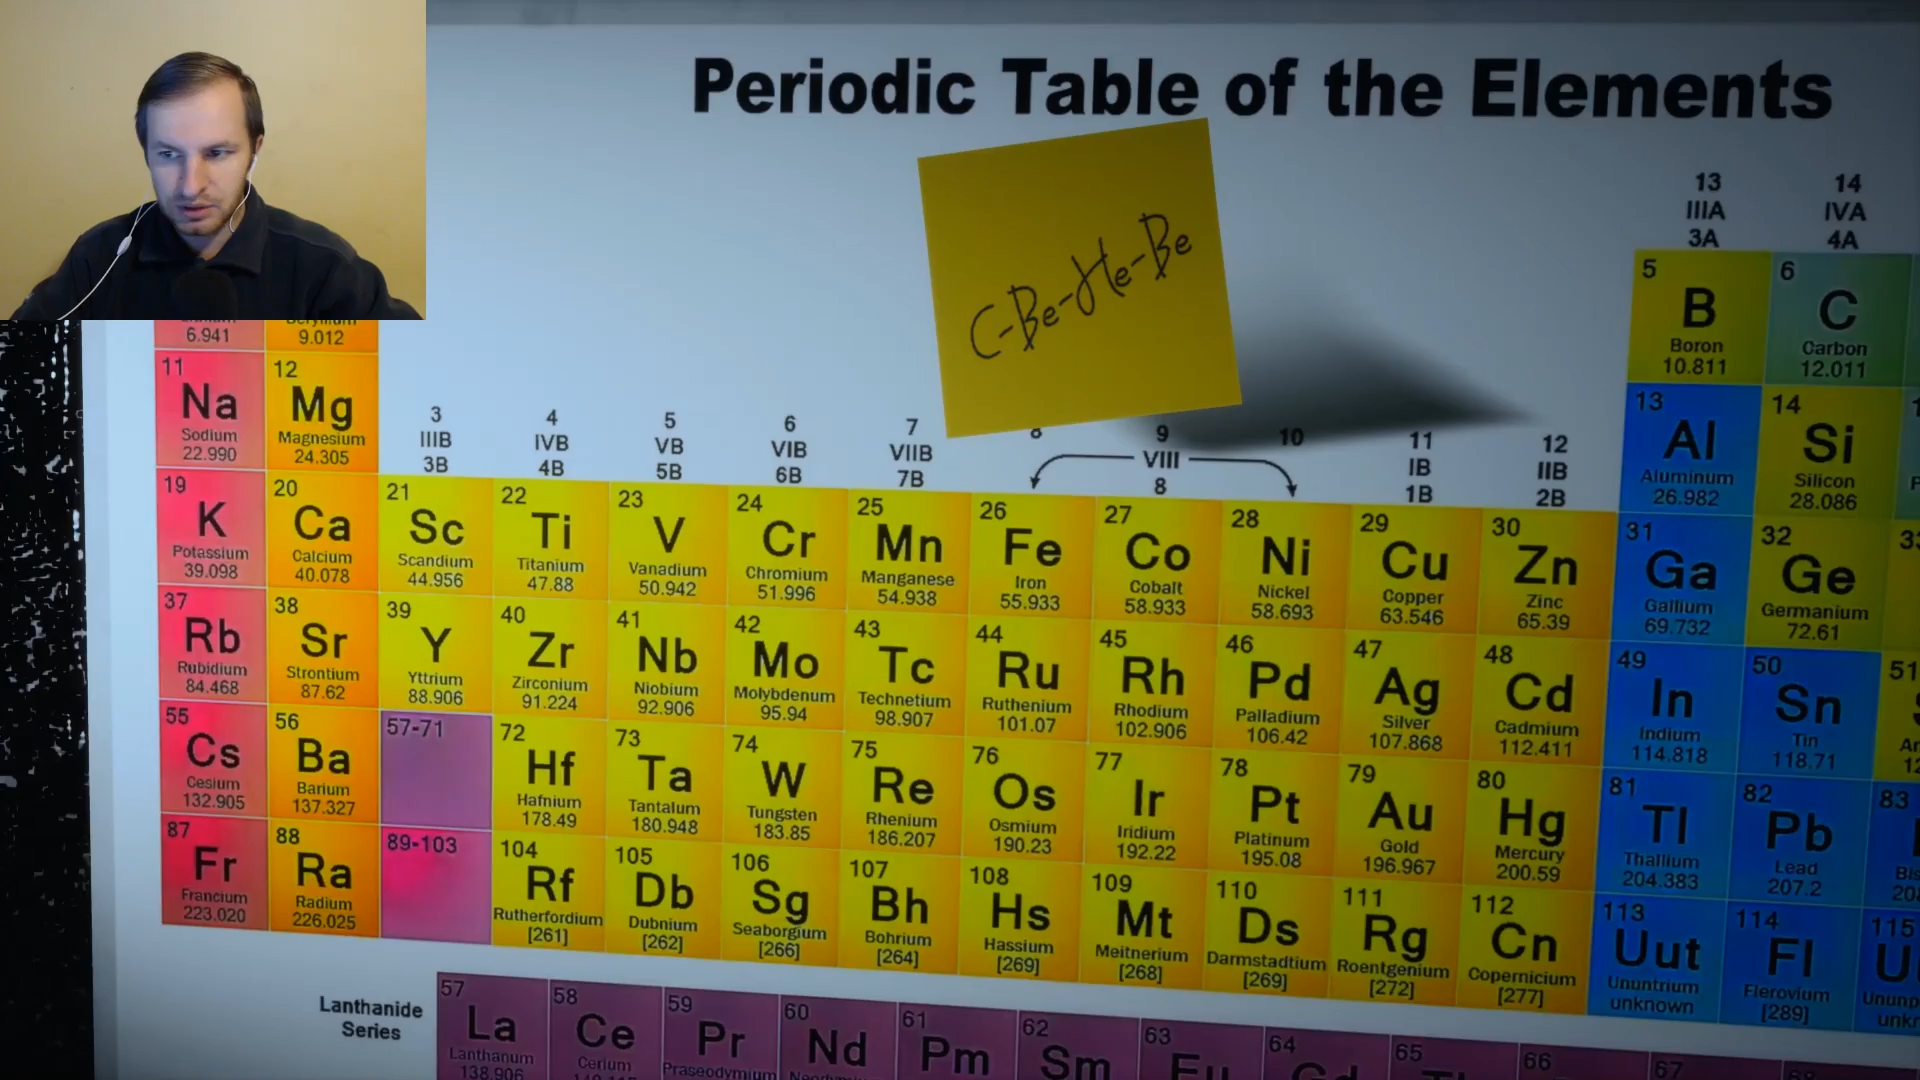 Periodic Table of the Elements
C-Be-He-Be
13 14
IIIA IVA
3A 4A
5 6
B C
Boron Carbon
10.811 12.011
6.941 9.012
11 12 13 14
Na Mg Al Si
Sodium Magnesium Aluminum Silicon
22.990 24.305 26.982 28.086
3 4 5 6 7 8 9 10 11 12
IIIB IVB VB VIB VIIB VIII IB IIB
3B 4B 5B 6B 7B 8 1B 2B
19 20 21 22 23 24 25 26 27 28 29 30 31 32
K Ca Sc Ti V Cr Mn Fe Co Ni Cu Zn Ga Ge
Potassium Calcium Scandium Titanium Vanadium Chromium Manganese Iron Cobalt Nickel Copper Zinc Gallium Germanium
39.098 40.078 44.956 47.88 50.942 51.996 54.938 55.933 58.933 58.693 63.546 65.39 69.732 72.61
37 38 39 40 41 42 43 44 45 46 47 48 49 50 51
Rb Sr Y Zr Nb Mo Tc Ru Rh Pd Ag Cd In Sn
Rubidium Strontium Yttrium Zirconium Niobium Molybdenum Technetium Ruthenium Rhodium Palladium Silver Cadmium Indium Tin
84.468 87.62 88.906 91.224 92.906 95.94 98.907 101.07 102.906 106.42 107.868 112.411 114.818 118.71
55 56 57-71 72 73 74 75 76 77 78 79 80 81 82 83
Cs Ba Hf Ta W Re Os Ir Pt Au Hg Tl Pb
Cesium Barium Hafnium Tantalum Tungsten Rhenium Osmium Iridium Platinum Gold Mercury Thallium Lead
132.905 137.327 178.49 180.948 183.85 186.207 190.23 192.22 195.08 196.967 200.59 204.383 207.2
87 88 89-103 104 105 106 107 108 109 110 111 112 113 114 115
Fr Ra Rf Db Sg Bh Hs Mt Ds Rg Cn Uut Fl
Francium Radium Rutherfordium Dubnium Seaborgium Bohrium Hassium Meitnerium Darmstadtium Roentgenium Copernicium Ununtrium Flerovium
223.020 226.025 [261] [262] [266] [264] [269] [268] [269] [272] [277] unknown [289]
Lanthanide
Series
57 58 59 60 61 62 63 64 65 66 67
La Ce Pr Nd Pm Sm Eu Gd
Lanthanum Cerium Praseodymium
138.906